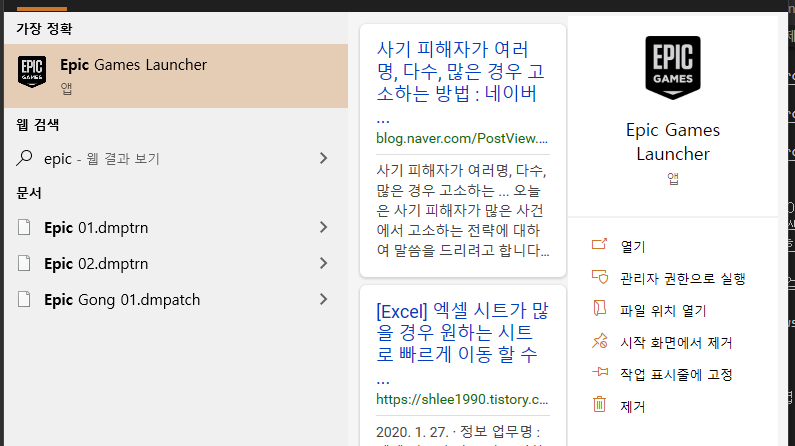 가장 정확
Epic Games Launcher
앱
웹 검색
epic - 웹 결과 보기
문서
Epic 01.dmptrn
Epic 02.dmptrn
Epic Gong 01.dmpatch
사기 피해자가 여러
명, 다수, 많은 경우 고
소하는 방법 : 네이버
...
blog.naver.com/PostView....
사기 피해자가 여러명, 다수,
많은 경우 고소하는 ... 오늘
은 사기 피해자가 많은 사건
에서 고소하는 전략에 대하
여 말씀을 드리려고 합니다...
[Excel] 엑셀 시트가 많
을 경우 원하는 시트
로 빠르게 이동 할 수
...
https://shlee1990.tistory.c...
2020. 1. 27. · 정보 업무명 :
EPIC
GAMES
Epic Games
Launcher
앱
열기
관리자 권한으로 실행
파일 위치 열기
시작 화면에서 제거
작업 표시줄에 고정
제거